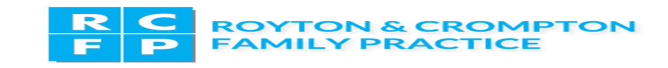 R C
F P
ROYTON & CROMPTON
FAMILY PRACTICE